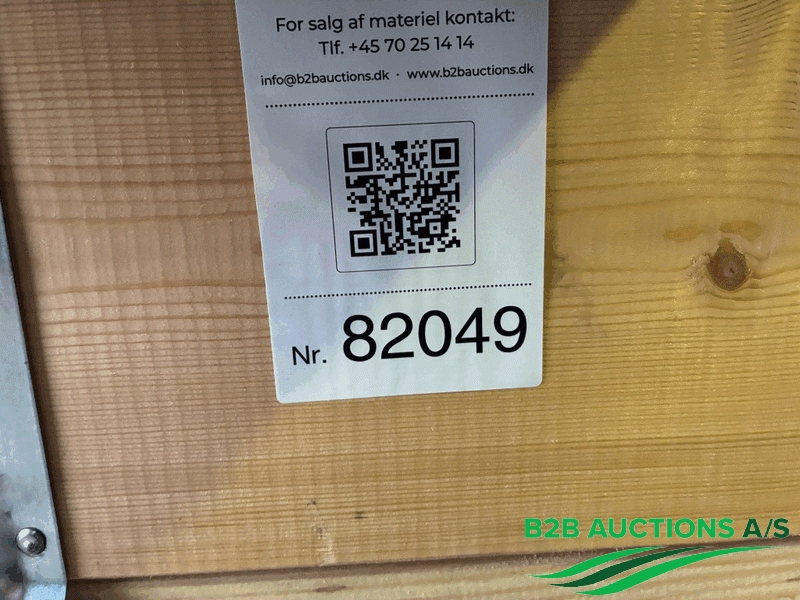 For salg af materiel kontakt:
Tlf. +45 70 25 14 14
info@b2bauctions.dk · www.b2bauctions.dk
Nr. 82049
B2B AUCTIONS A/S